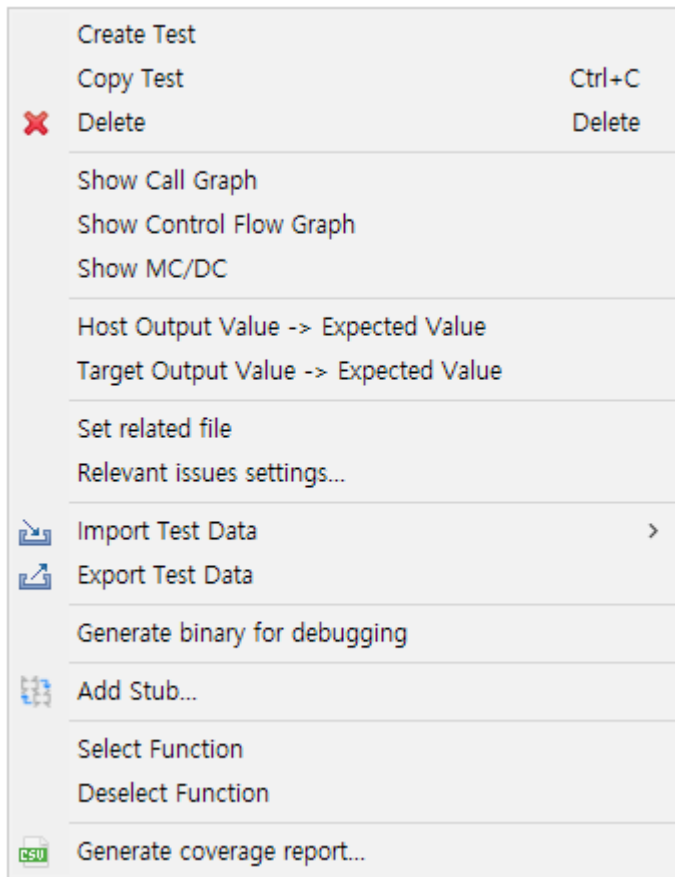 Create Test
Copy Test Ctrl+C
Delete Delete
Show Call Graph
Show Control Flow Graph
Show MC/DC
Host Output Value -> Expected Value
Target Output Value -> Expected Value
Set related file
Relevant issues settings...
Import Test Data >
Export Test Data
Generate binary for debugging
Add Stub...
Select Function
Deselect Function
CSV Generate coverage report...